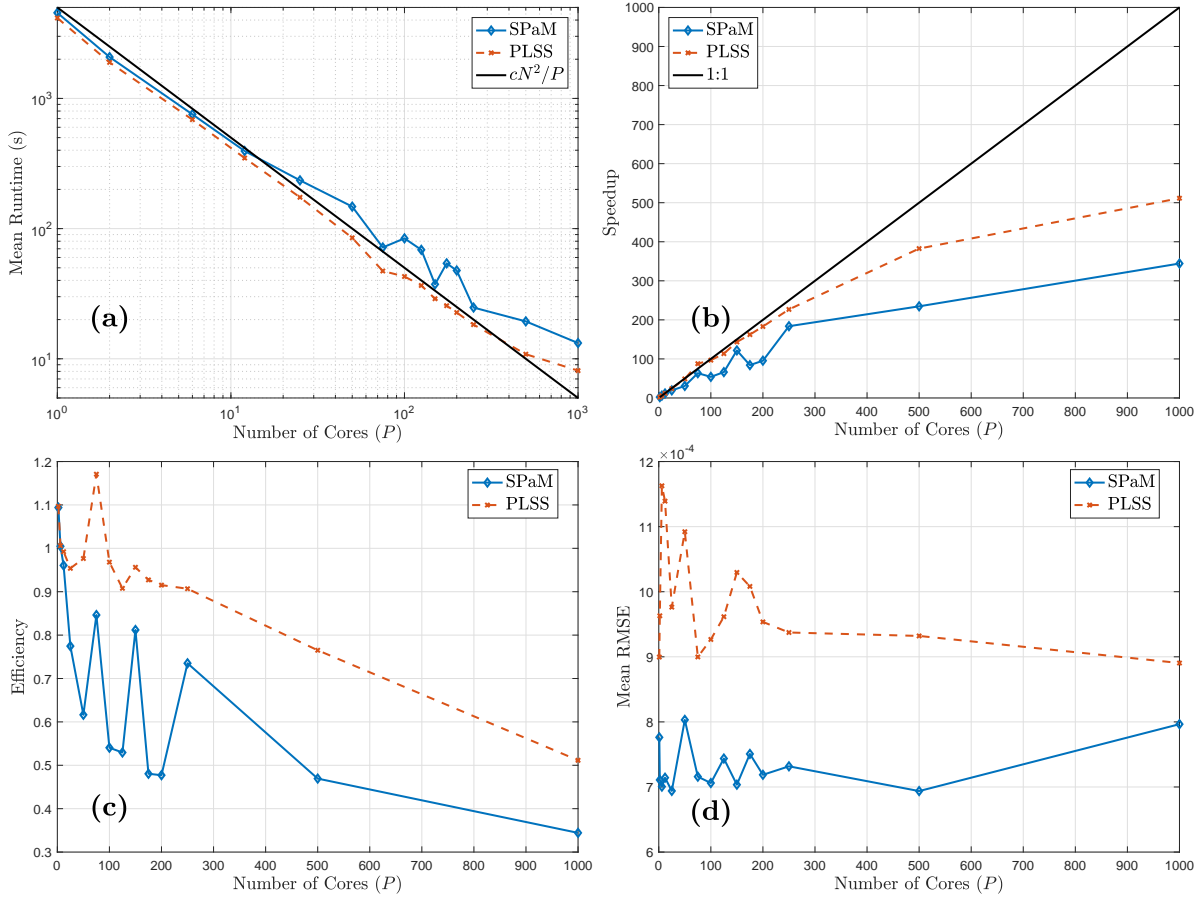 SPaM
PLSS
cN²/P
10³
10²
10¹
10⁰
10¹
10²
10³
Mean Runtime (s)
Number of Cores (P)
(a)
SPaM
PLSS
1:1
1000
900
800
700
600
500
400
300
200
100
0
0 100 200 300 400 500 600 700 800 900 1000
Speedup
Number of Cores (P)
(b)
SPaM
PLSS
1.2
1.1
1
0.9
0.8
0.7
0.6
0.5
0.4
0.3
0 100 200 300 400 500 600 700 800 900 1000
Efficiency
Number of Cores (P)
(c)
×10⁻⁴
SPaM
PLSS
12
11
10
9
8
7
6
0 100 200 300 400 500 600 700 800 900 1000
Mean RMSE
Number of Cores (P)
(d)